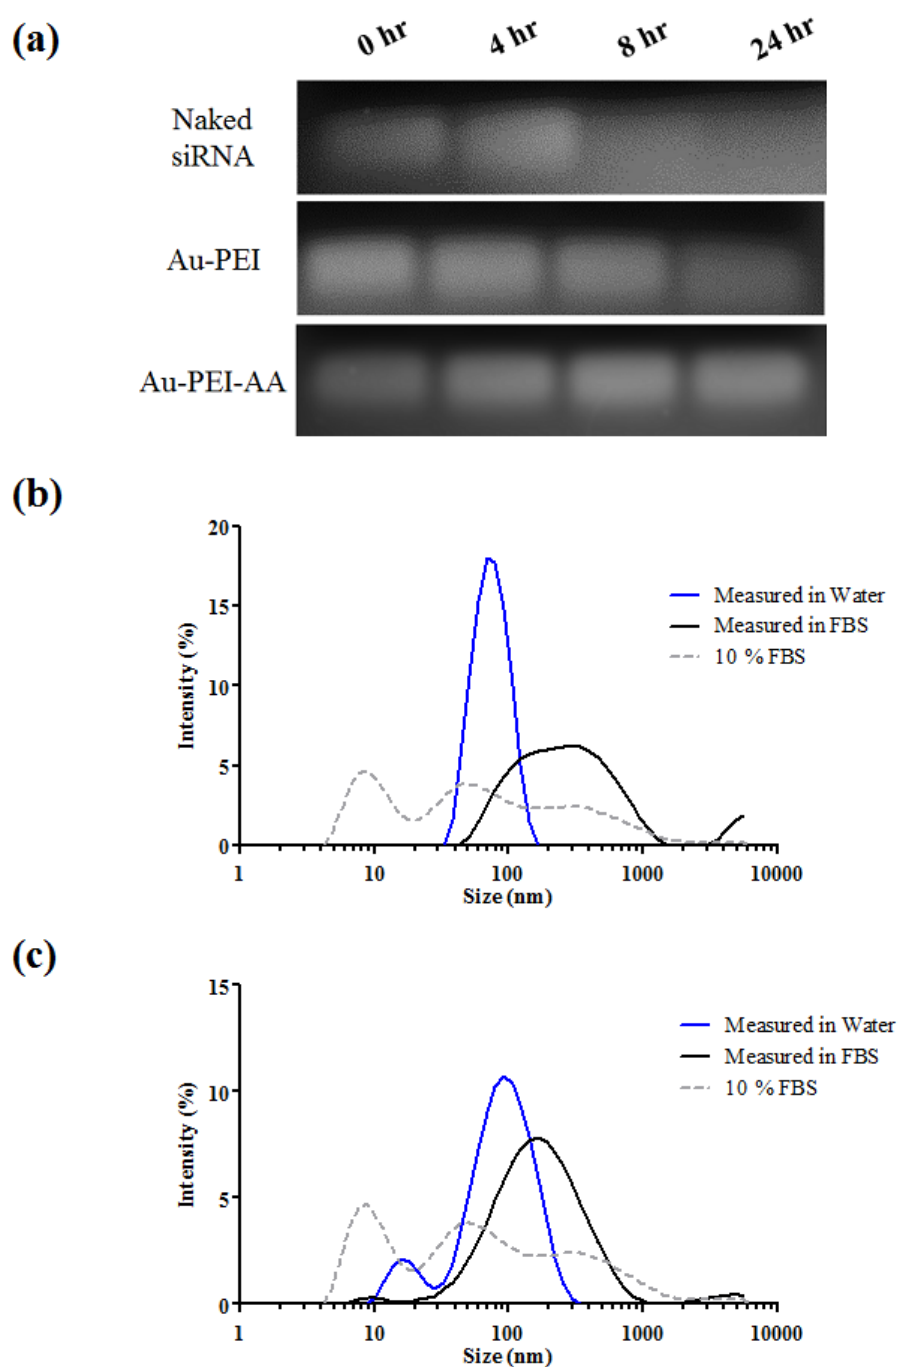 (a)
0 hr 4 hr 8 hr 24 hr
Naked
siRNA
Au-PEI
Au-PEI-AA
(b)
20
15
10
5
0
Intensity (%)
1 10 100 1000 10000
Size (nm)
Measured in Water
Measured in FBS
10 % FBS
(c)
15
10
5
0
Intensity (%)
1 10 100 1000 10000
Size (nm)
Measured in Water
Measured in FBS
10 % FBS